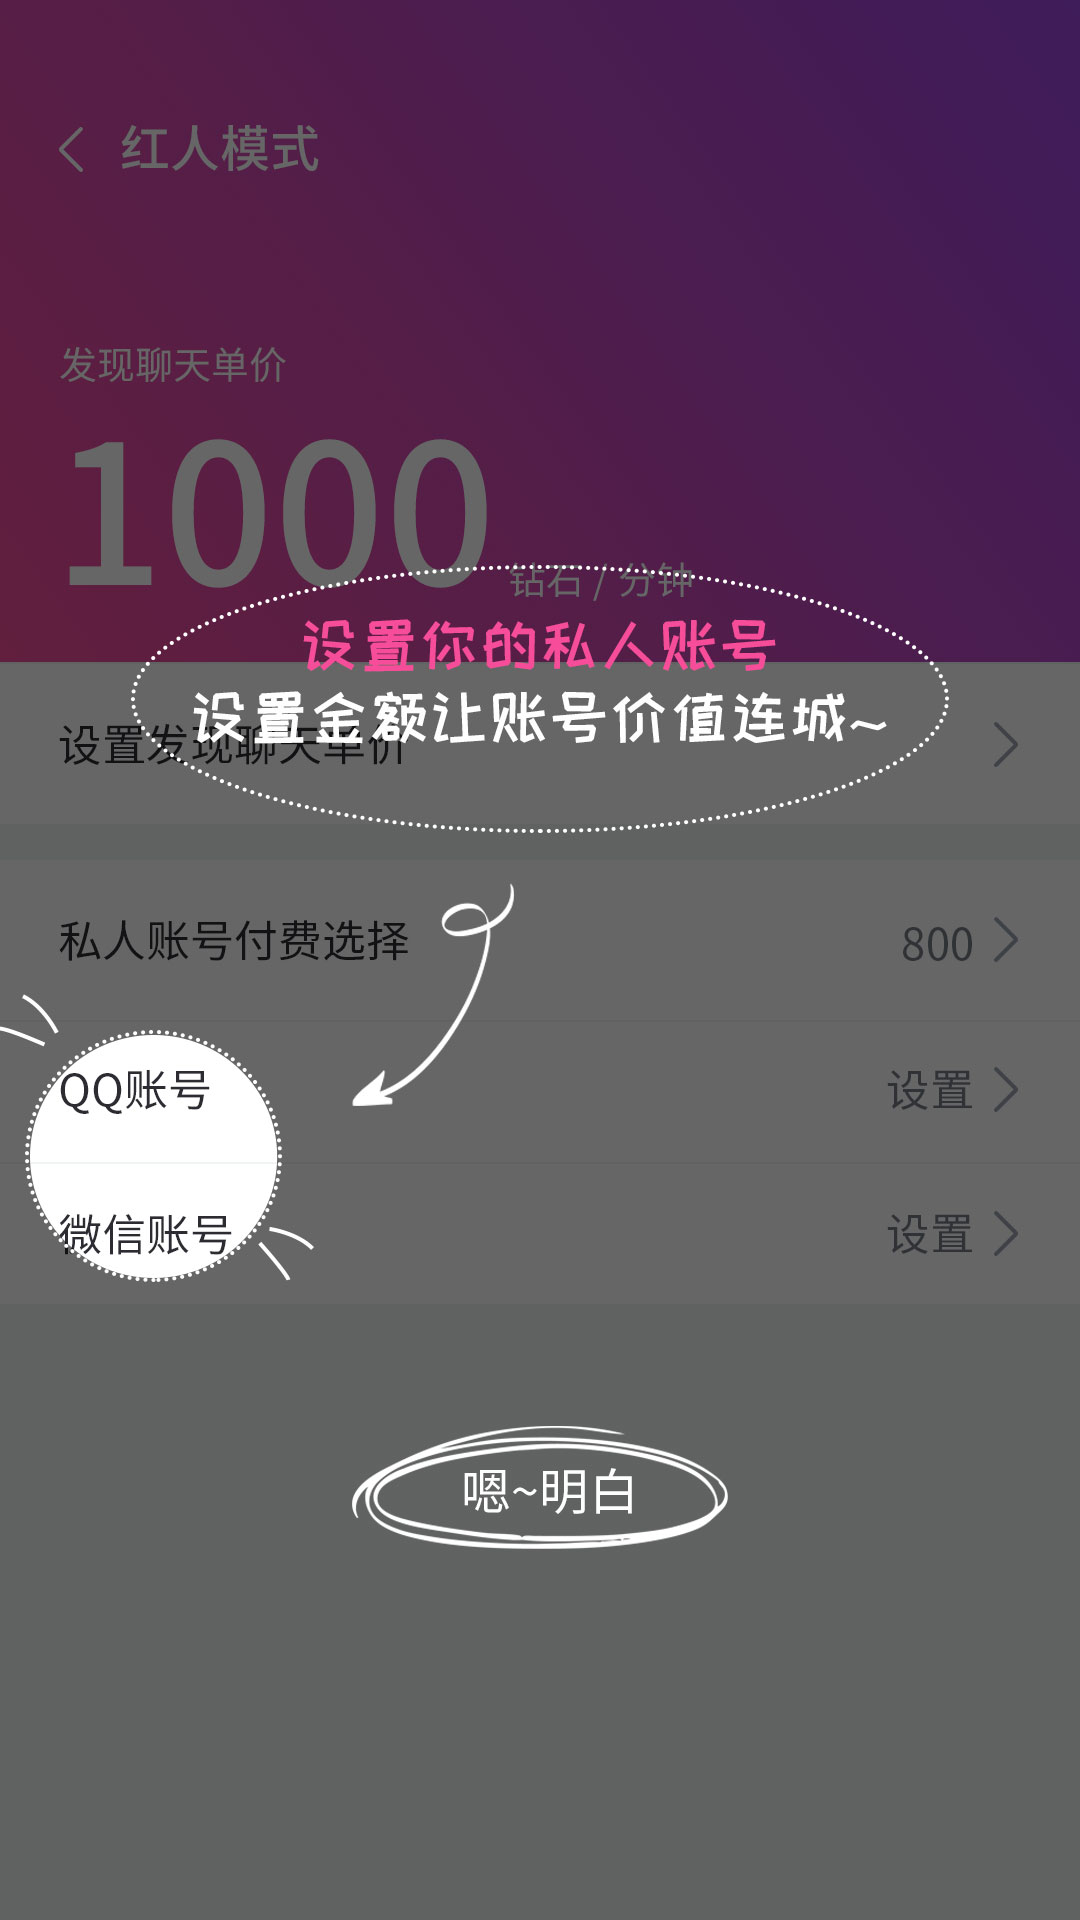 红人模式
发现聊天单价
1000 钻石 / 分钟
设置你的私人账号
设置金额让账号价值连城~
设置发现聊天单价
私人账号付费选择 800
QQ账号 设置
微信账号 设置
嗯~明白